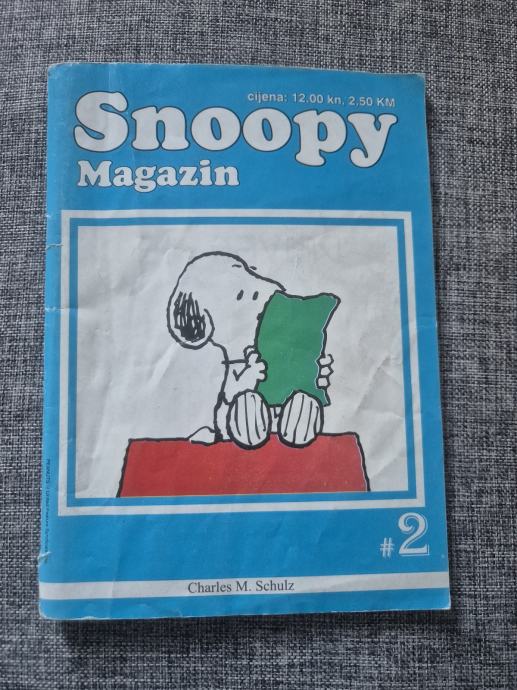 cijena: 12.00 kn, 2,50 KM
Snoopy
Magazin
#2
Charles M. Schulz